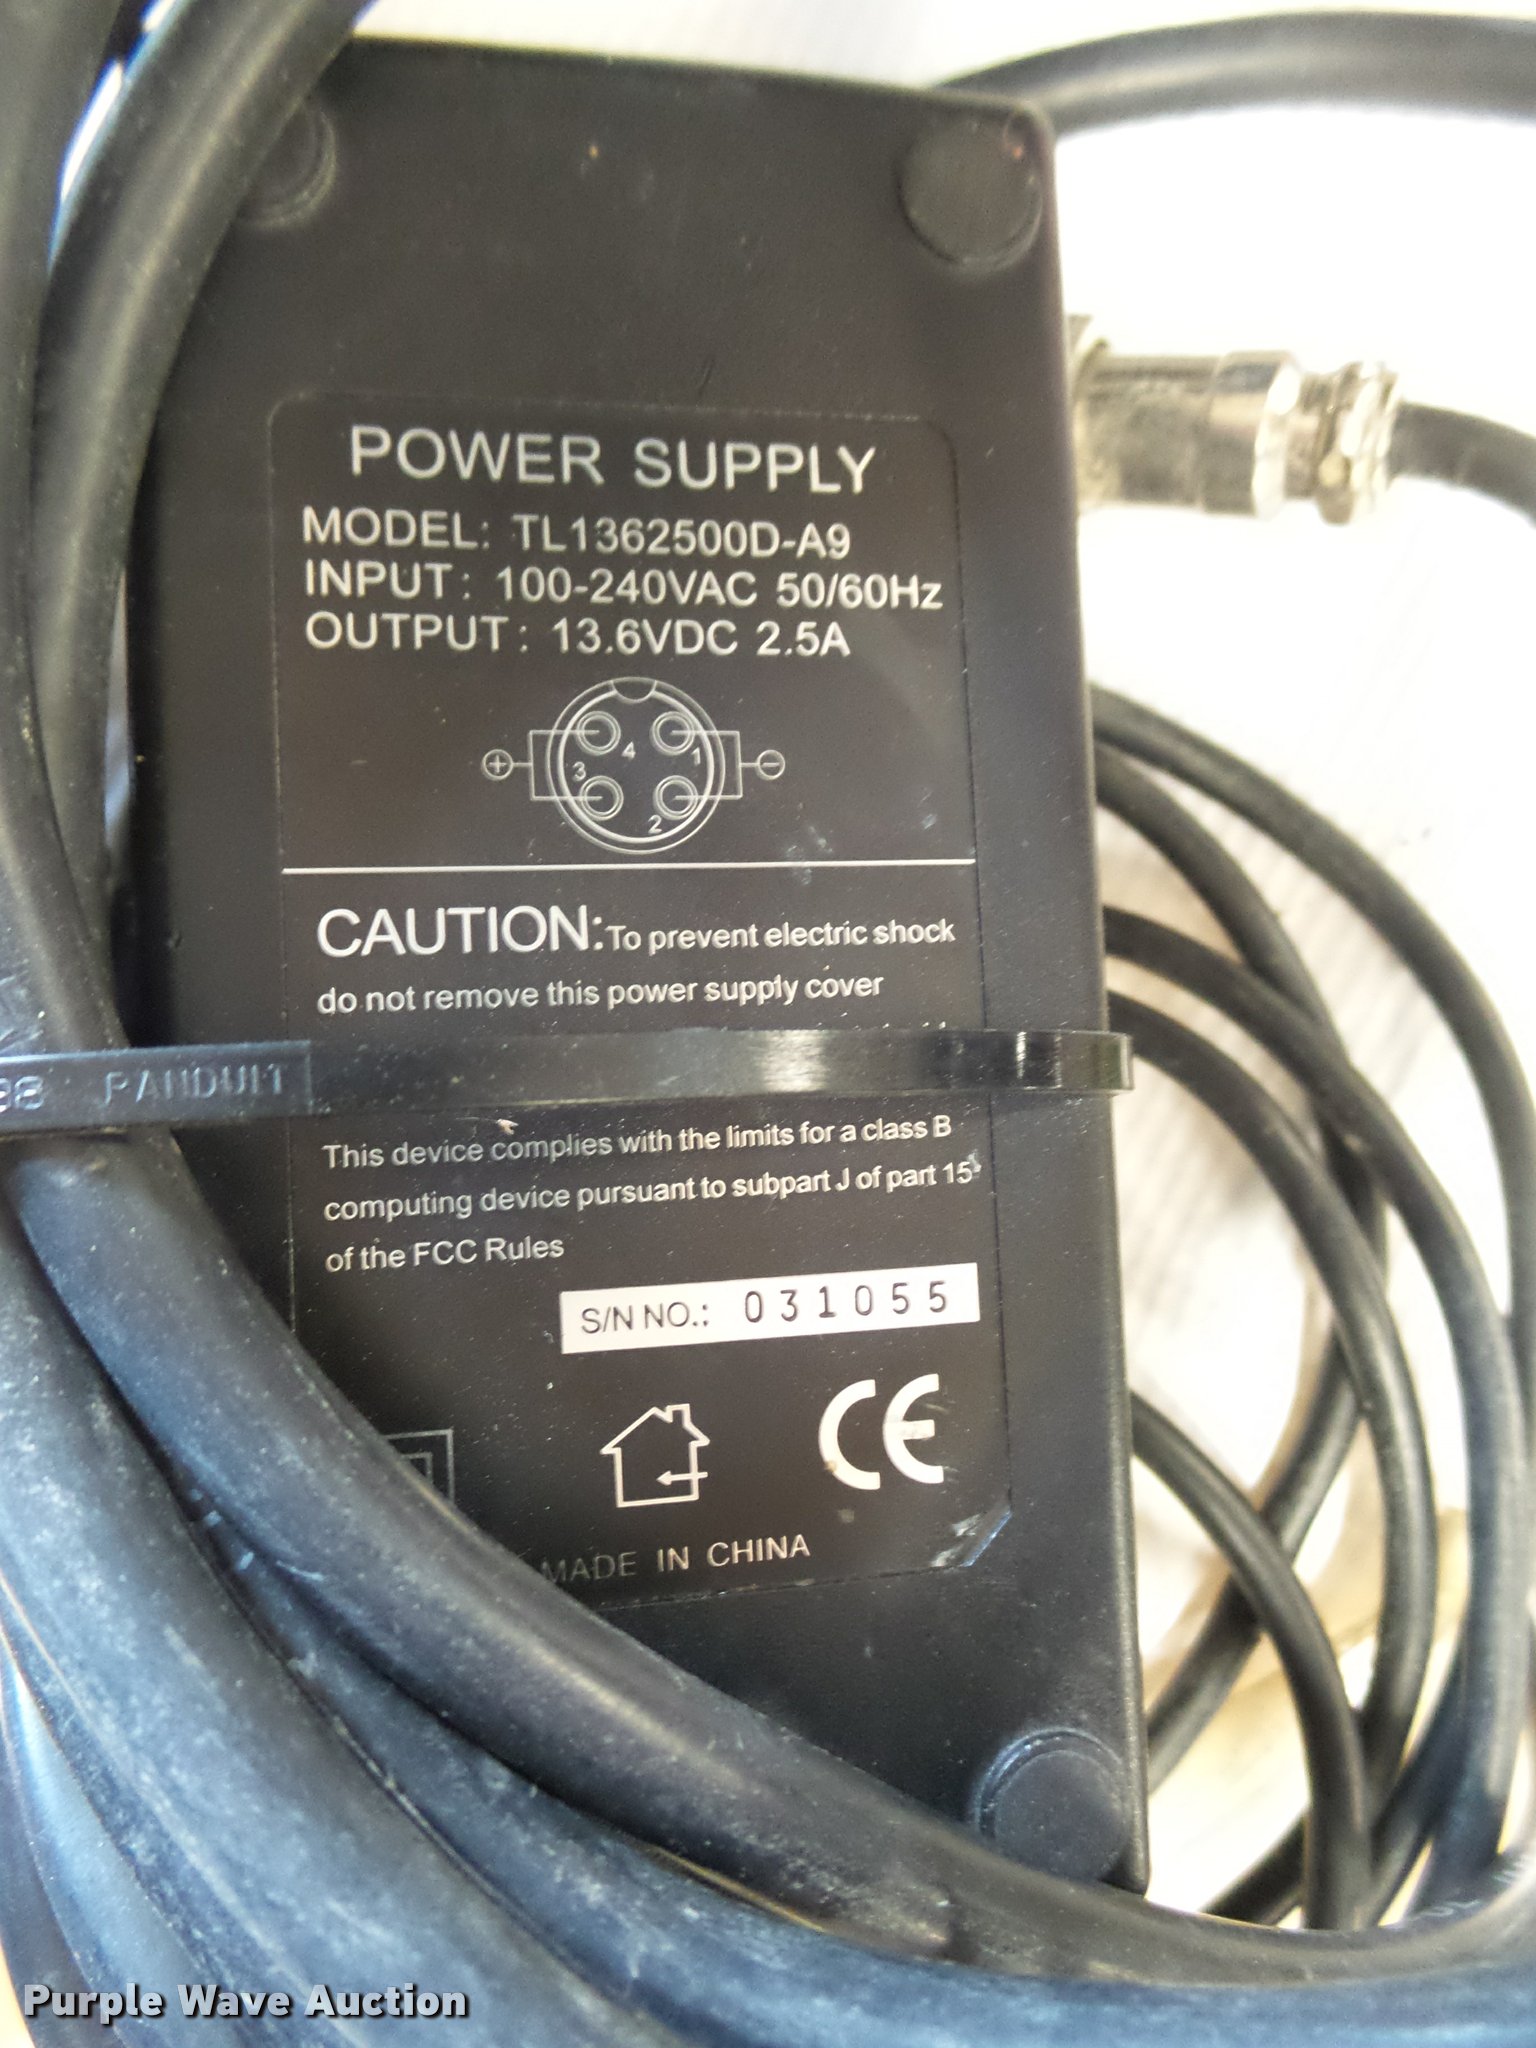 POWER SUPPLY
MODEL: TL1362500D-A9
INPUT: 100-240VAC 50/60Hz
OUTPUT: 13.6VDC 2.5A
+ 4 1 -
3
2
CAUTION: To prevent electric shock
do not remove this power supply cover
PANDUIT
This device complies with the limits for a class B
computing device pursuant to subpart J of part 15
of the FCC Rules
S/N NO.: 031055
CE
MADE IN CHINA
Purple Wave Auction